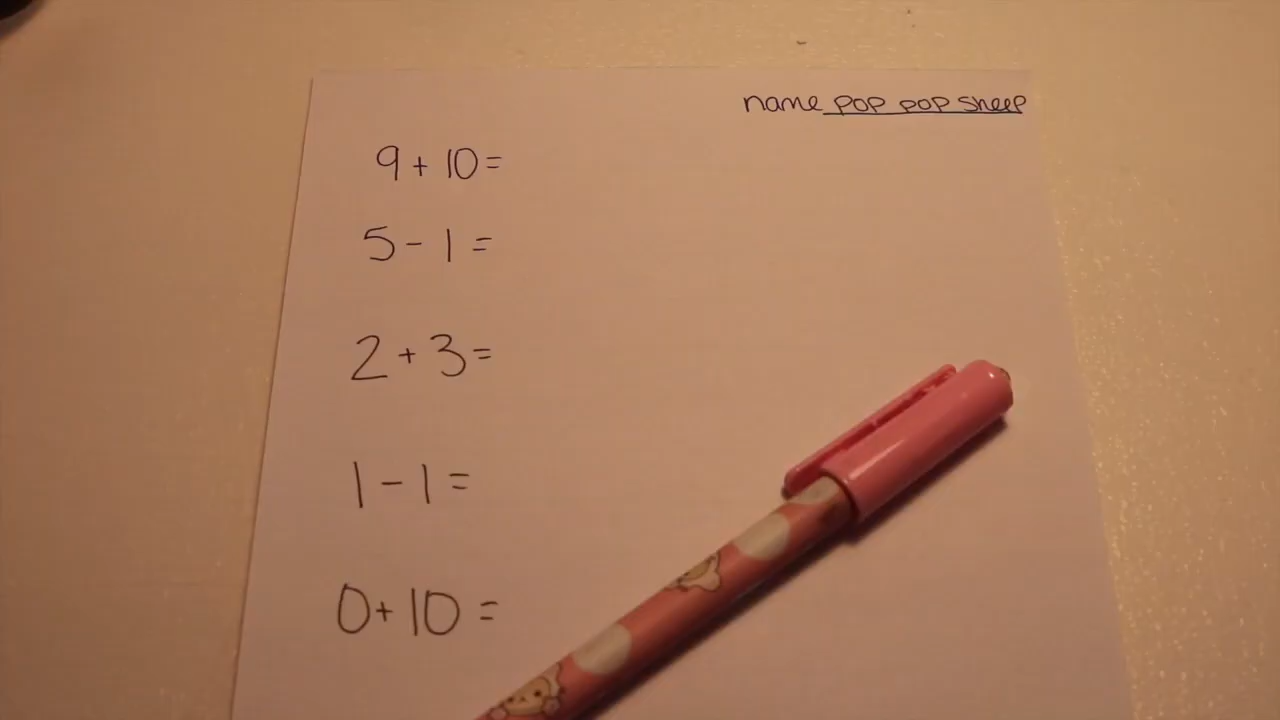 name pop pop sheep
9 + 10 =
5 - 1 =
2 + 3 =
1 - 1 =
0 + 10 =